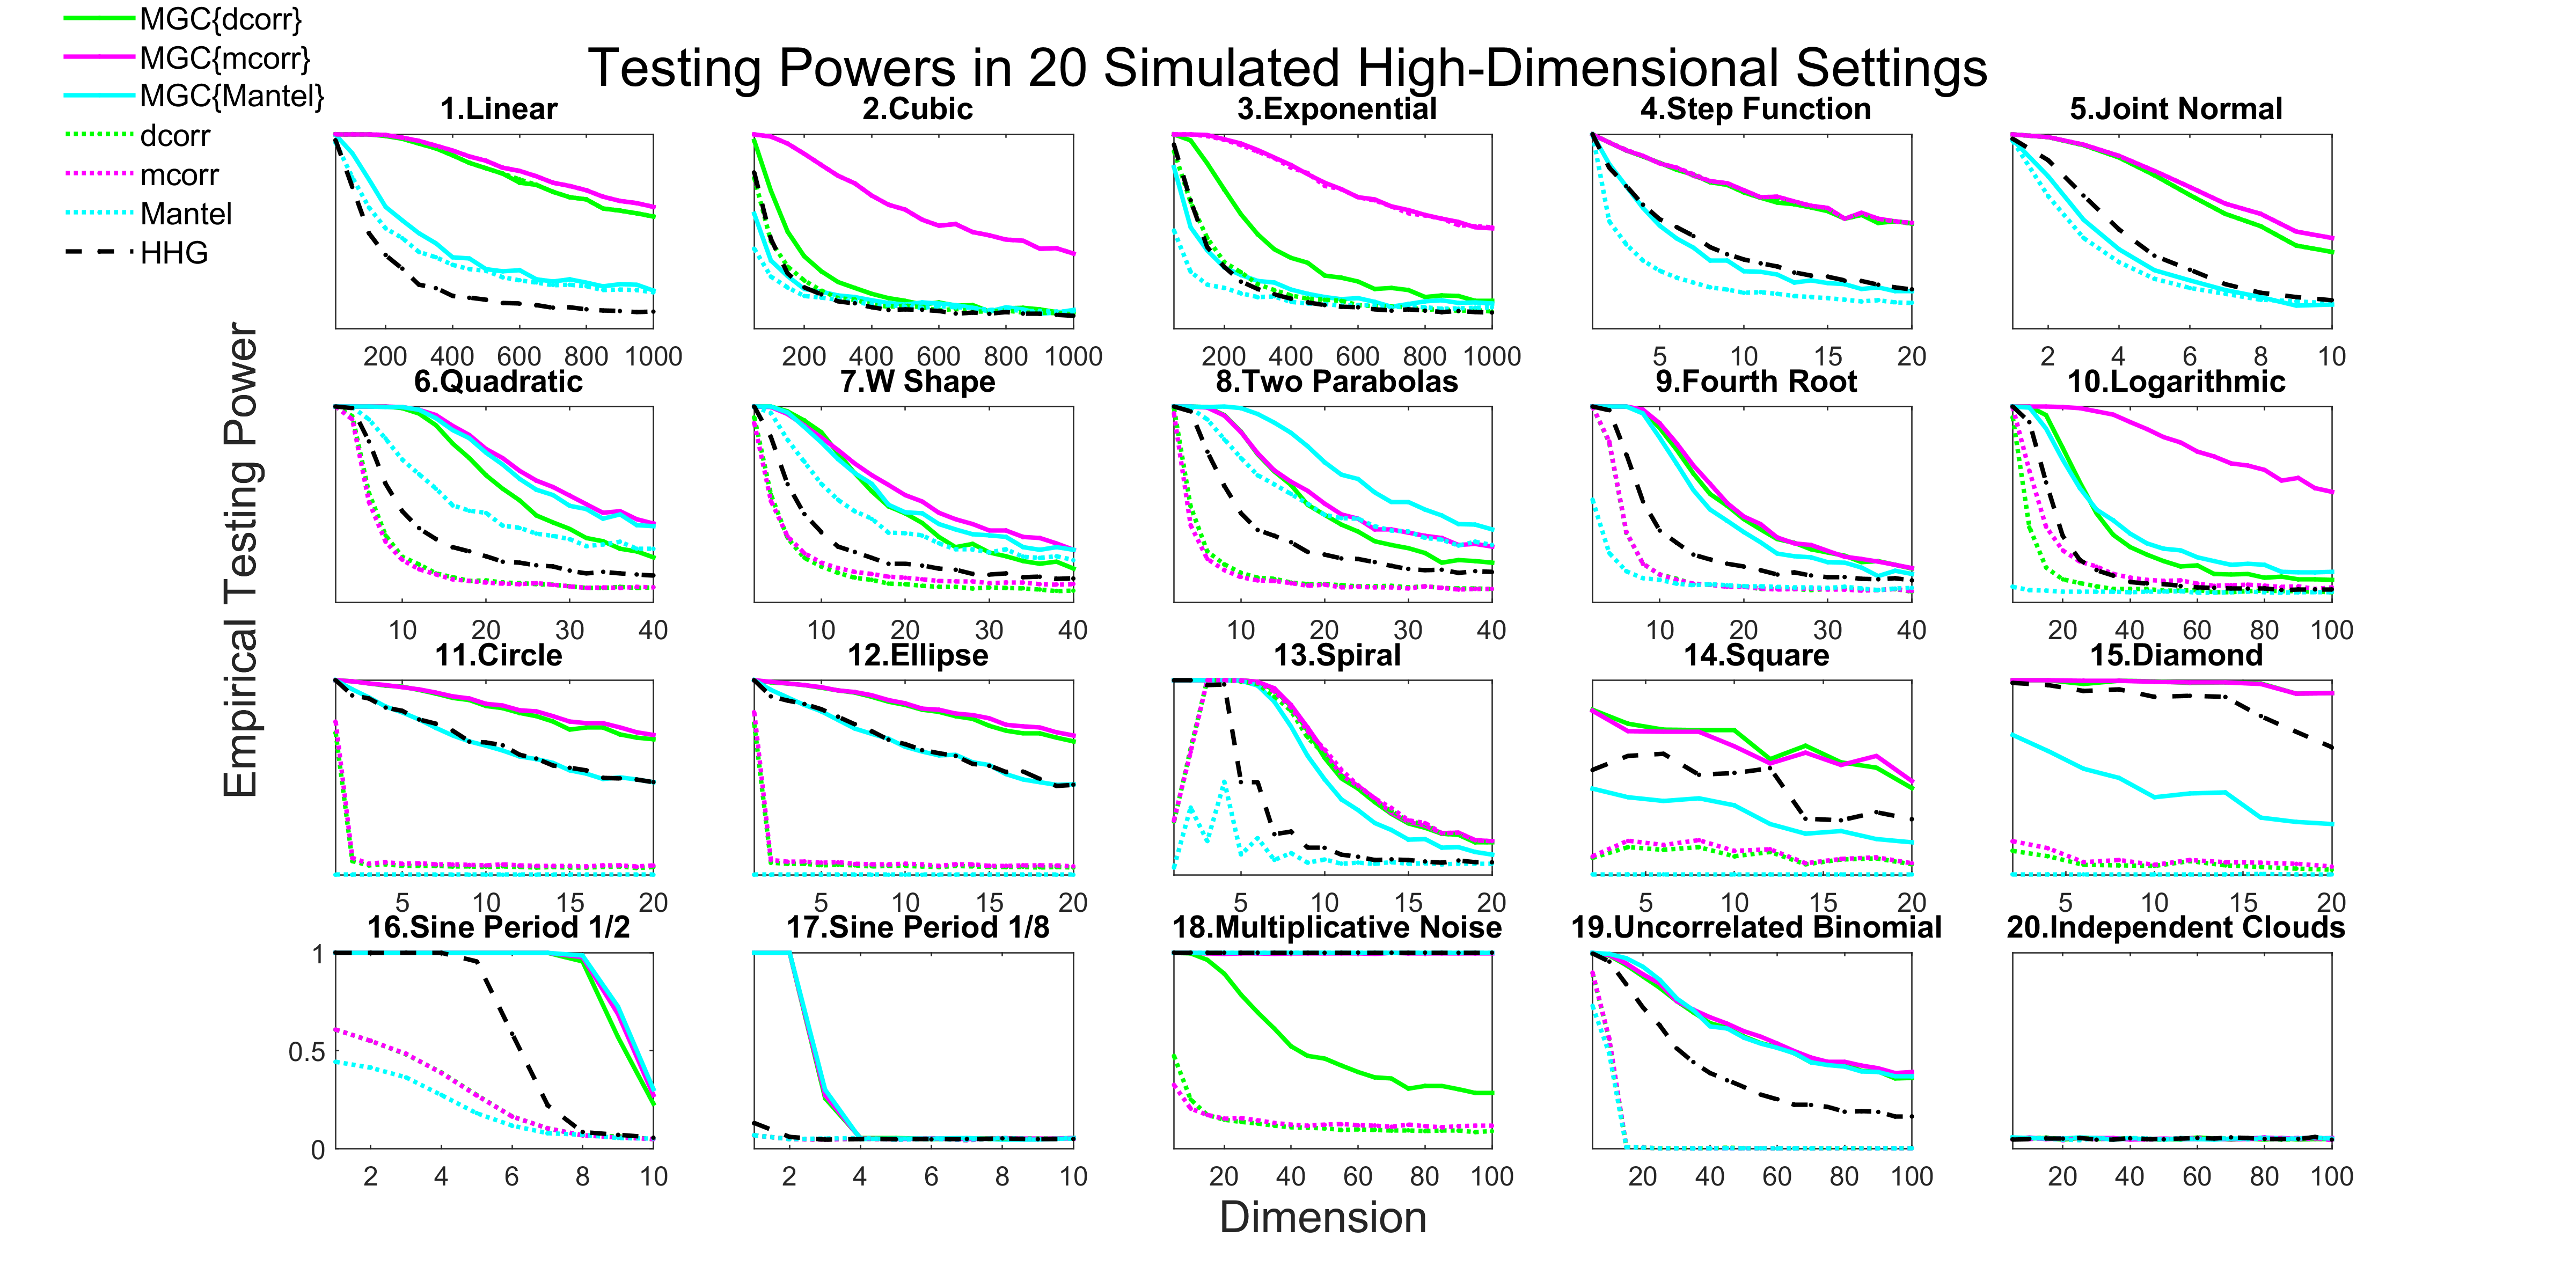 MGC{dcorr}
MGC{mcorr}
MGC{Mantel}
dcorr
mcorr
Mantel
HHG
Testing Powers in 20 Simulated High-Dimensional Settings
Empirical Testing Power
1.Linear
200 400 600 800 1000
2.Cubic
200 400 600 800 1000
3.Exponential
200 400 600 800 1000
4.Step Function
5 10 15 20
5.Joint Normal
2 4 6 8 10
6.Quadratic
10 20 30 40
7.W Shape
10 20 30 40
8.Two Parabolas
10 20 30 40
9.Fourth Root
10 20 30 40
10.Logarithmic
20 40 60 80 100
11.Circle
5 10 15 20
12.Ellipse
5 10 15 20
13.Spiral
5 10 15 20
14.Square
5 10 15 20
15.Diamond
5 10 15 20
16.Sine Period 1/2
1
0.5
0
2 4 6 8 10
17.Sine Period 1/8
2 4 6 8 10
18.Multiplicative Noise
20 40 60 80 100
19.Uncorrelated Binomial
20 40 60 80 100
20.Independent Clouds
20 40 60 80 100
Dimension